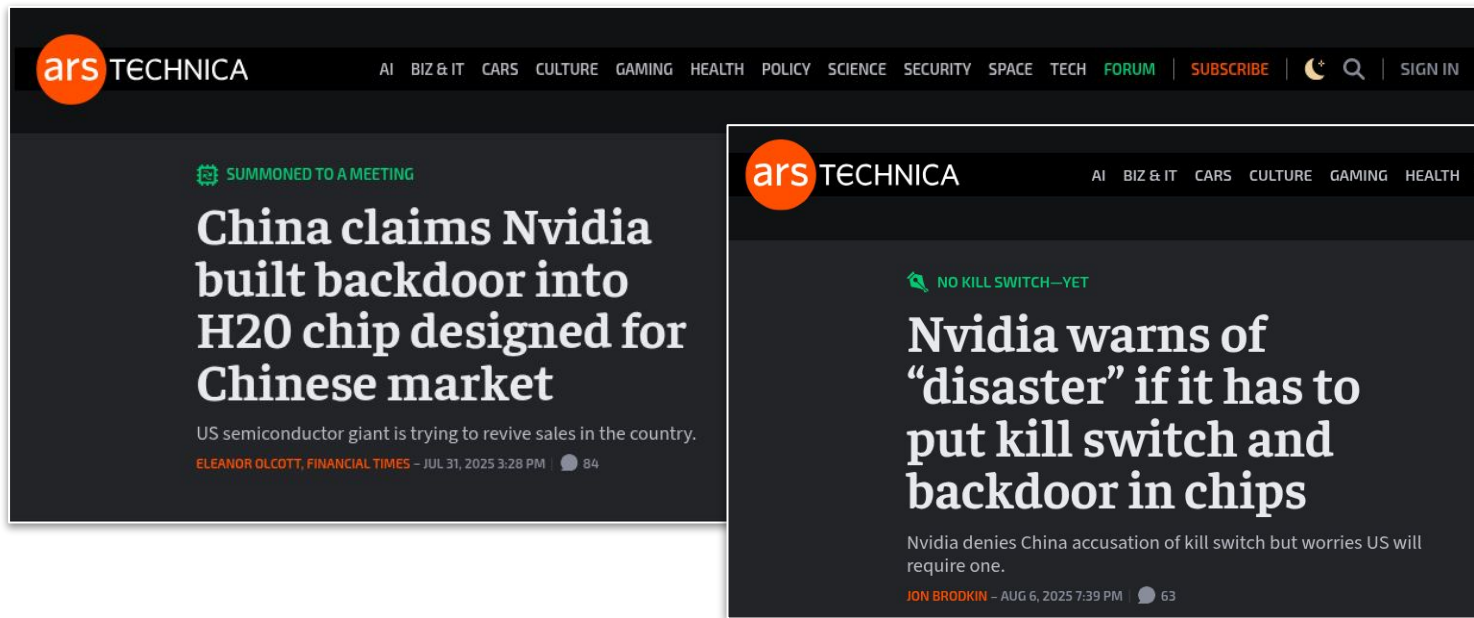 ars TECHNICA
AI BIZ & IT CARS CULTURE GAMING HEALTH POLICY SCIENCE SECURITY SPACE TECH FORUM SUBSCRIBE SIGN IN
SUMMONED TO A MEETING
China claims Nvidia
built backdoor into
H20 chip designed for
Chinese market
US semiconductor giant is trying to revive sales in the country.
ELEANOR OLCOTT, FINANCIAL TIMES – JUL 31, 2025 3:28 PM | 84
ars TECHNICA
AI BIZ & IT CARS CULTURE GAMING HEALTH
NO KILL SWITCH—YET
Nvidia warns of
“disaster” if it has to
put kill switch and
backdoor in chips
Nvidia denies China accusation of kill switch but worries US will
require one.
JON BRODKIN – AUG 6, 2025 7:39 PM | 63